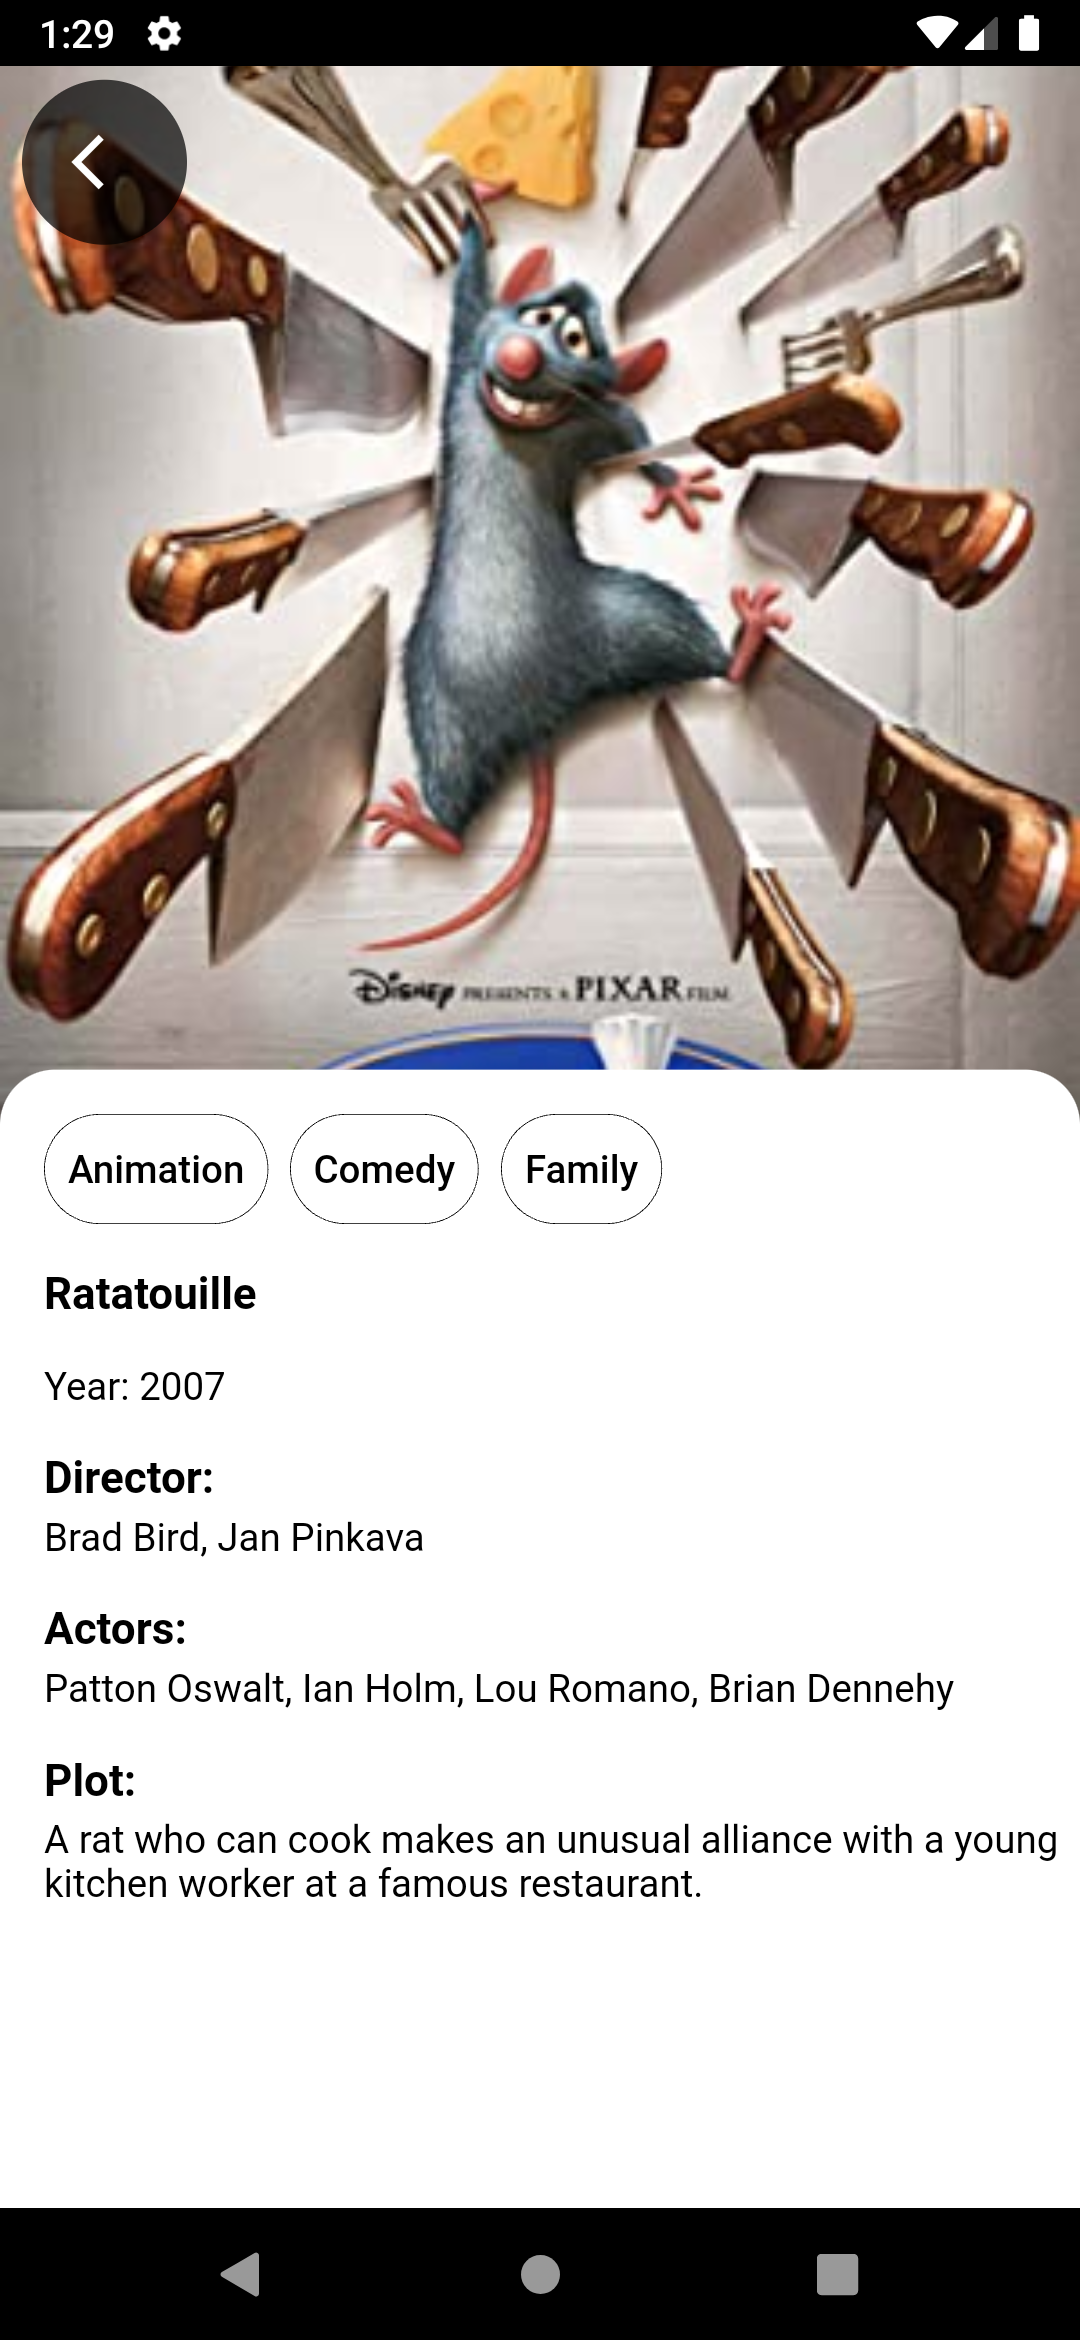 1:29
Disney PRESENTS A PIXAR FILM
Animation Comedy Family
Ratatouille
Year: 2007
Director:
Brad Bird, Jan Pinkava
Actors:
Patton Oswalt, Ian Holm, Lou Romano, Brian Dennehy
Plot:
A rat who can cook makes an unusual alliance with a young
kitchen worker at a famous restaurant.